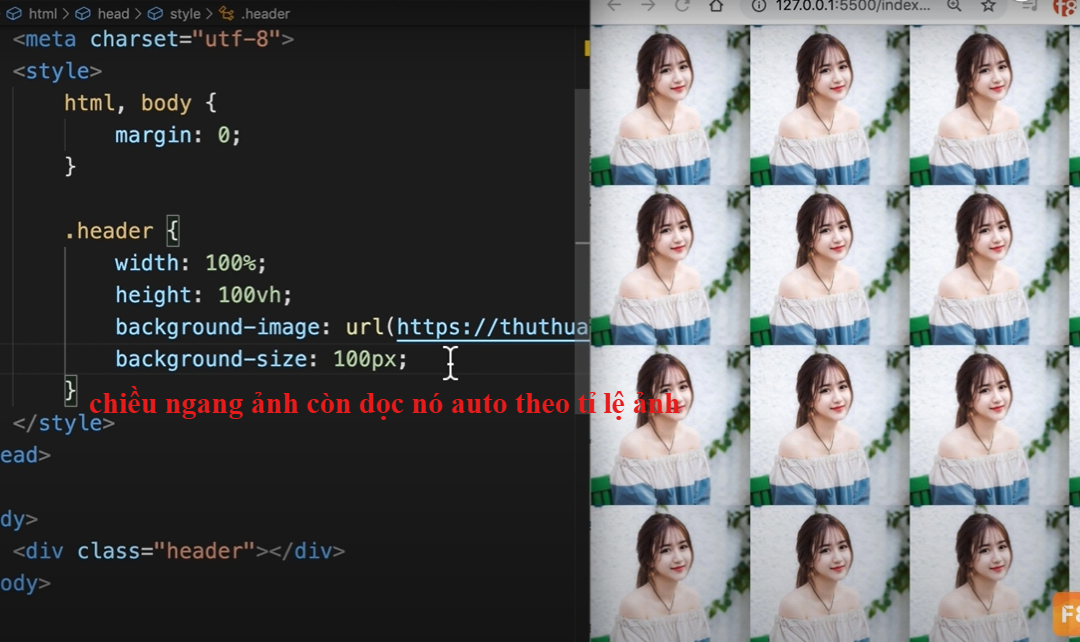 html > head > style > .header
127.0.0.1:5500/index...
<meta charset="utf-8">
<style>
html, body {
margin: 0;
}
.header {
width: 100%;
height: 100vh;
background-image: url(https://thuthua
background-size: 100px;
}
chiều ngang ảnh còn dọc nó auto theo tỉ lệ ảnh
</style>
ead>
dy>
<div class="header"></div>
ody>
F8